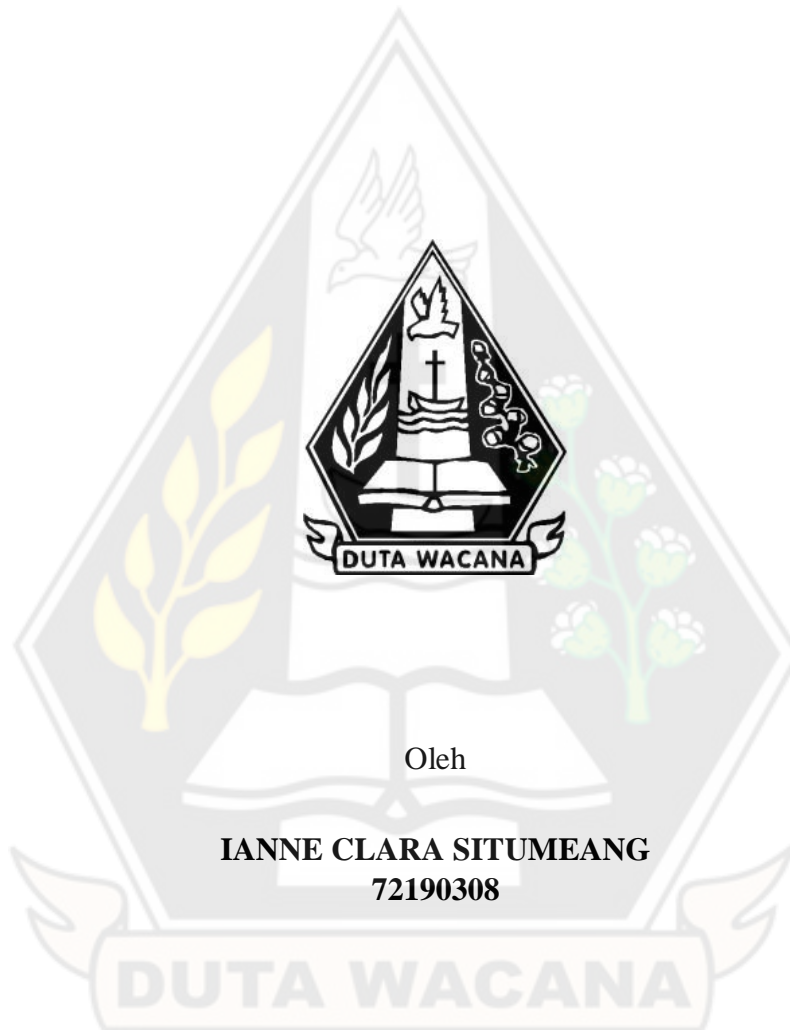 DUTA WACANA
Oleh
IANNE CLARA SITUMEANG
72190308
DUTA WACANA